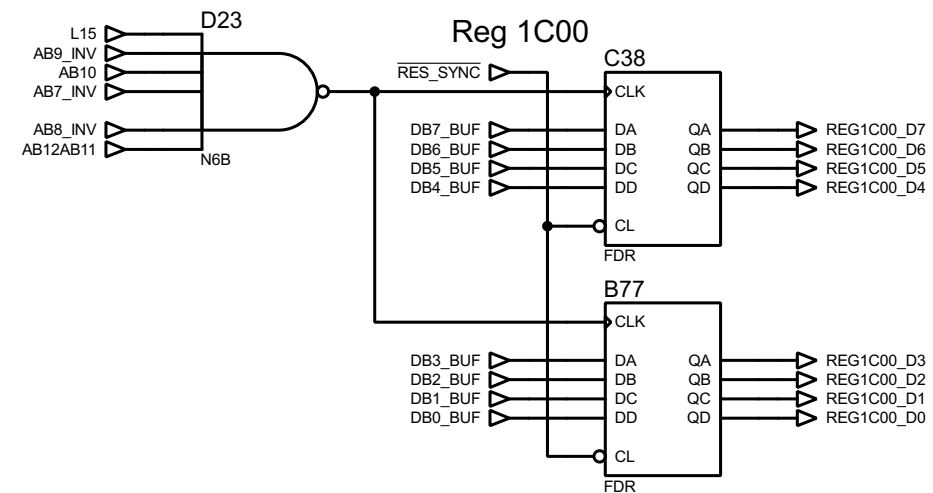 D23
L15
AB9_INV
AB10
AB7_INV
AB8_INV
AB12AB11
N6B
Reg 1C00
RES_SYNC
C38
CLK
DB7_BUF DA QA REG1C00_D7
DB6_BUF DB QB REG1C00_D6
DB5_BUF DC QC REG1C00_D5
DB4_BUF DD QD REG1C00_D4
CL
FDR
B77
CLK
DB3_BUF DA QA REG1C00_D3
DB2_BUF DB QB REG1C00_D2
DB1_BUF DC QC REG1C00_D1
DB0_BUF DD QD REG1C00_D0
CL
FDR